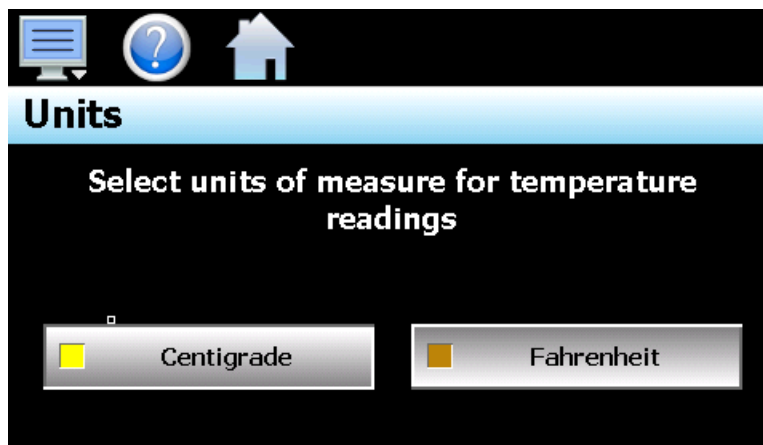 ?
Units
Select units of measure for temperature
readings
Centigrade
Fahrenheit